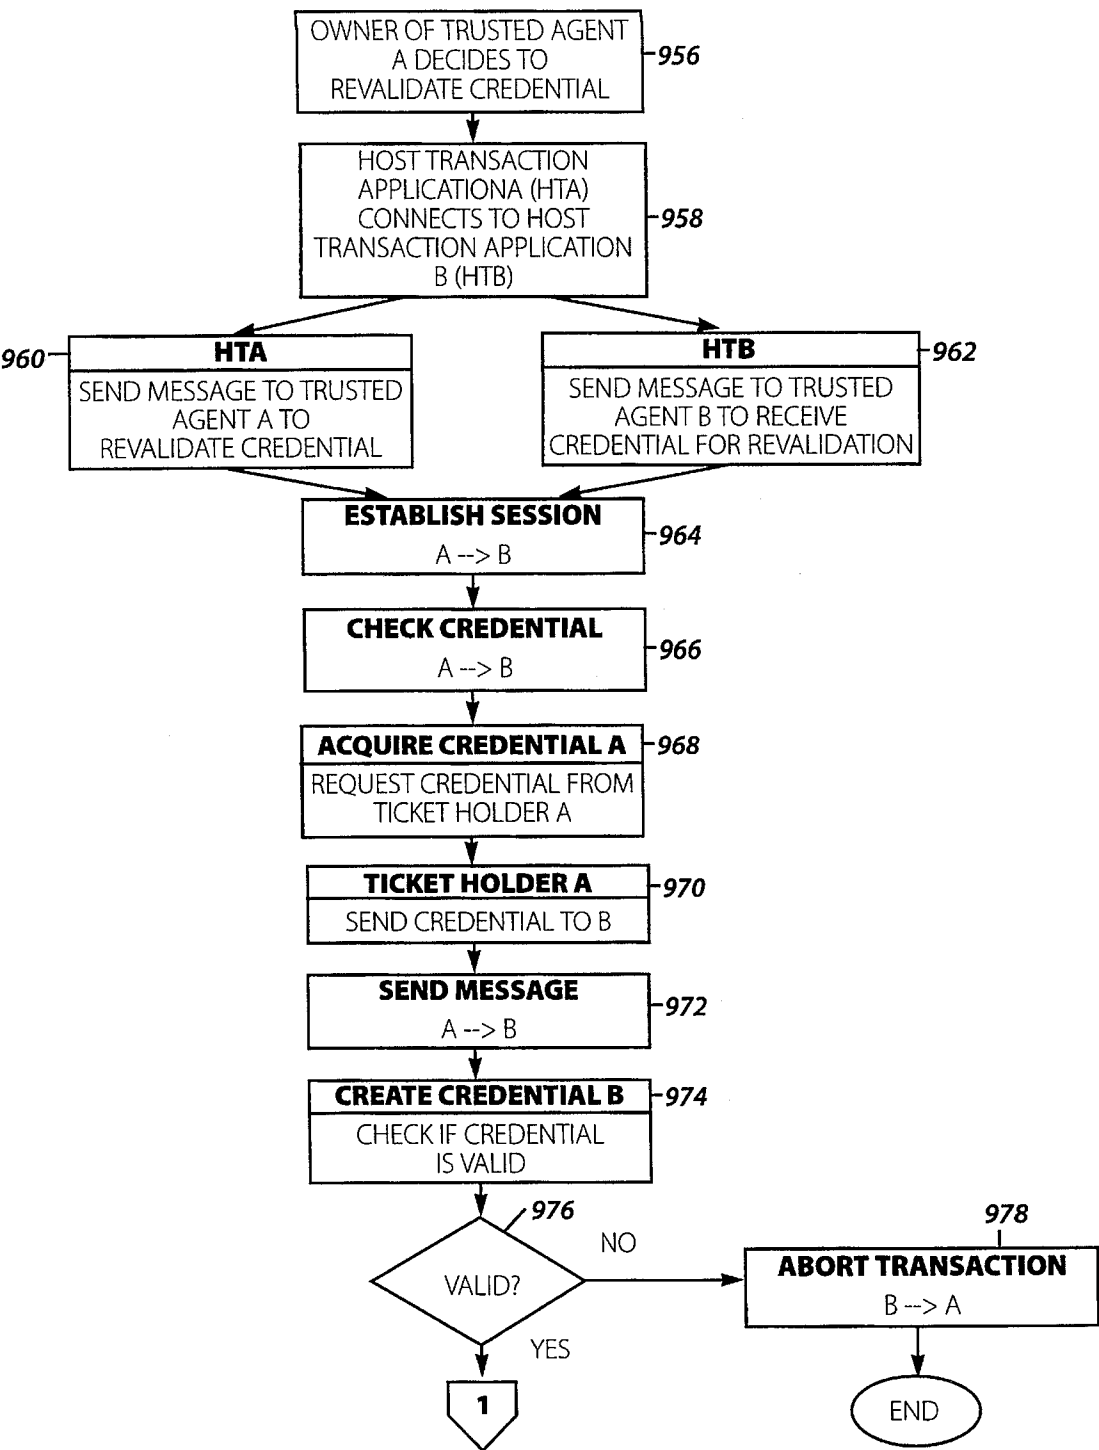 OWNER OF TRUSTED AGENT
A DECIDES TO
REVALIDATE CREDENTIAL
956
HOST TRANSACTION
APPLICATIONA (HTA)
CONNECTS TO HOST
TRANSACTION APPLICATION
B (HTB)
958
960
HTA
SEND MESSAGE TO TRUSTED
AGENT A TO
REVALIDATE CREDENTIAL
HTB
962
SEND MESSAGE TO TRUSTED
AGENT B TO RECEIVE
CREDENTIAL FOR REVALIDATION
ESTABLISH SESSION
A --> B
964
CHECK CREDENTIAL
A --> B
966
ACQUIRE CREDENTIAL A
968
REQUEST CREDENTIAL FROM
TICKET HOLDER A
TICKET HOLDER A
970
SEND CREDENTIAL TO B
SEND MESSAGE
A --> B
972
CREATE CREDENTIAL B
974
CHECK IF CREDENTIAL
IS VALID
976
VALID?
NO
978
ABORT TRANSACTION
B --> A
YES
1
END